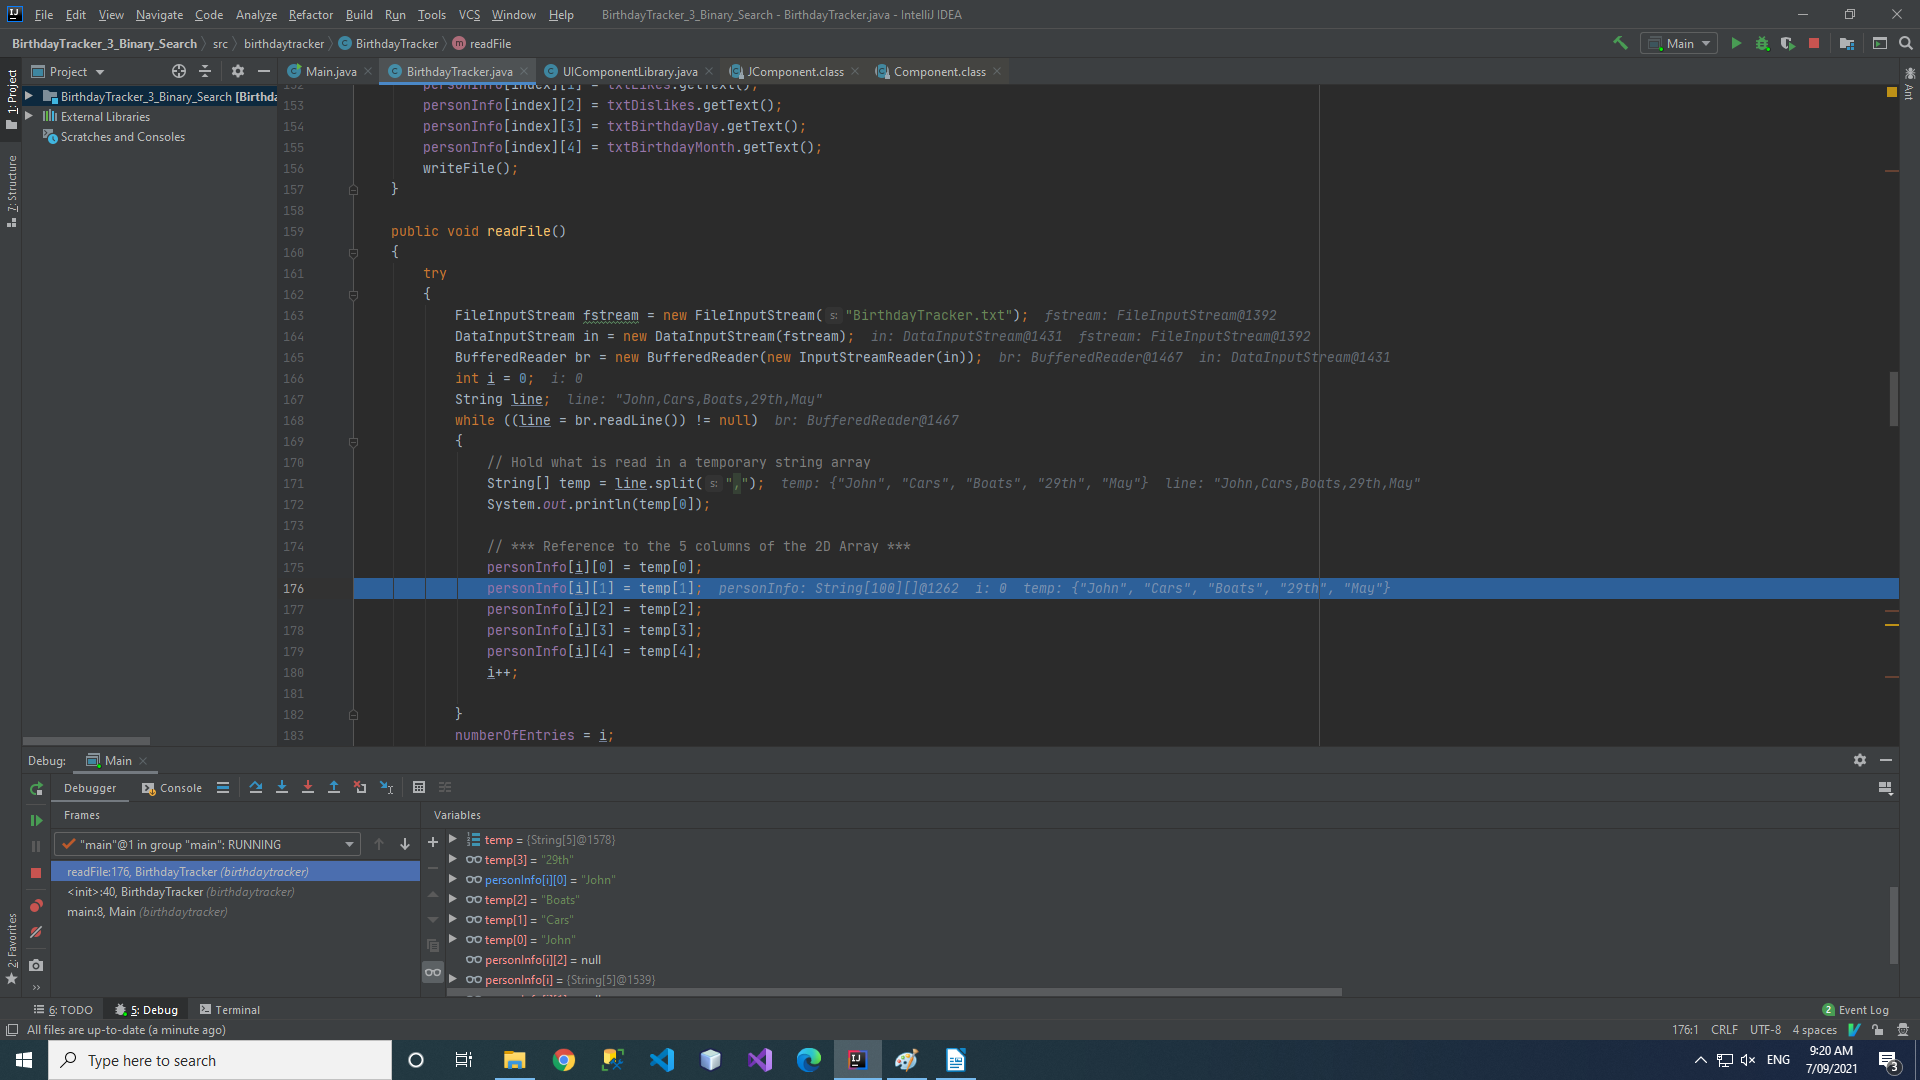 File Edit View Navigate Code Analyze Refactor Build Run Tools VCS Window Help BirthdayTracker_3_Binary_Search - BirthdayTracker.java - IntelliJ IDEA
BirthdayTracker_3_Binary_Search src birthdaytracker BirthdayTracker readFile Main
Project Main.java BirthdayTracker.java UIComponentLibrary.java JComponent.class Component.class
1: Project
7: Structure
2: Favorites
Ant
BirthdayTracker_3_Binary_Search [Birthda
External Libraries
Scratches and Consoles
152 personInfo[index][1] = txtLikes.getText();
153 personInfo[index][2] = txtDislikes.getText();
154 personInfo[index][3] = txtBirthdayDay.getText();
155 personInfo[index][4] = txtBirthdayMonth.getText();
156 writeFile();
157 }
158
159 public void readFile()
160 {
161 try
162 {
163 FileInputStream fstream = new FileInputStream( s: "BirthdayTracker.txt"); fstream: FileInputStream@1392
164 DataInputStream in = new DataInputStream(fstream); in: DataInputStream@1431 fstream: FileInputStream@1392
165 BufferedReader br = new BufferedReader(new InputStreamReader(in)); br: BufferedReader@1467 in: DataInputStream@1431
166 int i = 0; i: 0
167 String line; line: "John,Cars,Boats,29th,May"
168 while ((line = br.readLine()) != null) br: BufferedReader@1467
169 {
170 // Hold what is read in a temporary string array
171 String[] temp = line.split( s: ","); temp: {"John", "Cars", "Boats", "29th", "May"} line: "John,Cars,Boats,29th,May"
172 System.out.println(temp[0]);
173
174 // *** Reference to the 5 columns of the 2D Array ***
175 personInfo[i][0] = temp[0];
176 personInfo[i][1] = temp[1]; personInfo: String[100][]@1262 i: 0 temp: {"John", "Cars", "Boats", "29th", "May"}
177 personInfo[i][2] = temp[2];
178 personInfo[i][3] = temp[3];
179 personInfo[i][4] = temp[4];
180 i++;
181
182 }
183 numberOfEntries = i;
Debug: Main
Debugger Console
Frames Variables
"main"@1 in group "main": RUNNING
readFile:176, BirthdayTracker (birthdaytracker)
<init>:40, BirthdayTracker (birthdaytracker)
main:8, Main (birthdaytracker)
temp = {String[5]@1578}
temp[3] = "29th"
personInfo[i][0] = "John"
temp[2] = "Boats"
temp[1] = "Cars"
temp[0] = "John"
personInfo[i][2] = null
personInfo[i] = {String[5]@1539}
6: TODO 5: Debug Terminal 2 Event Log
All files are up-to-date (a minute ago) 176:1 CRLF UTF-8 4 spaces
Type here to search ENG 9:20 AM
7/09/2021 3